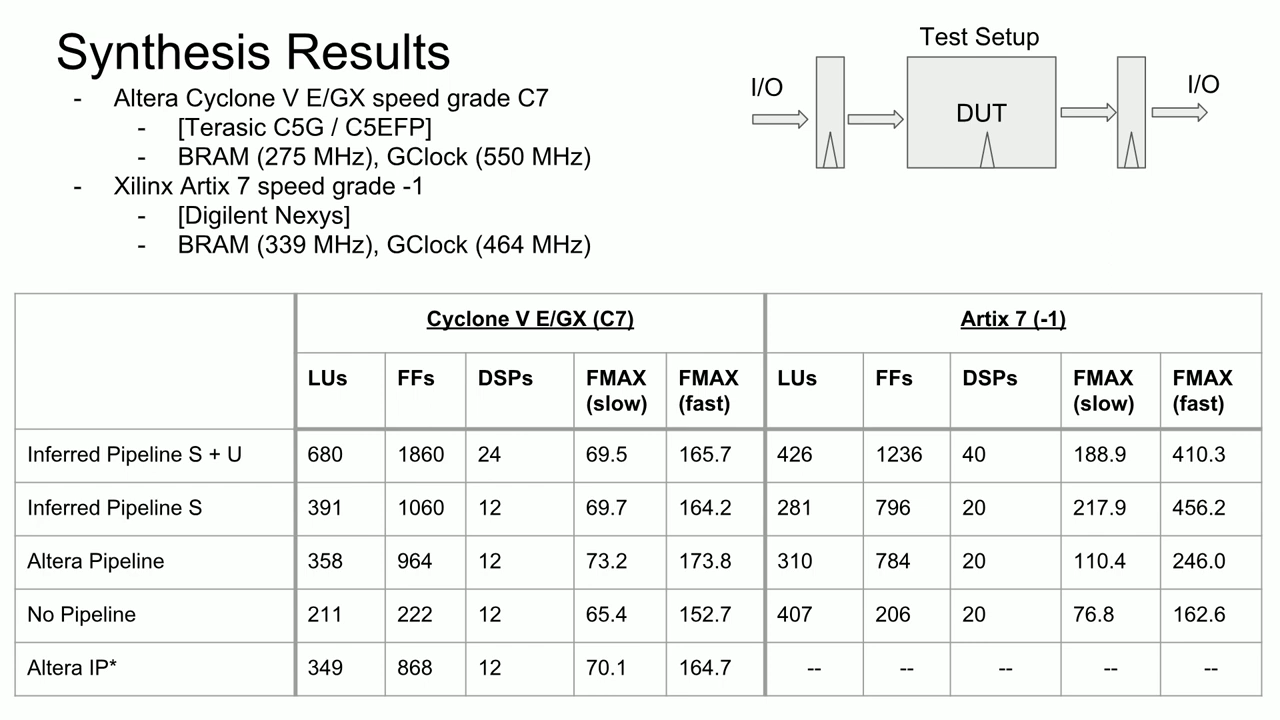 Synthesis Results
- Altera Cyclone V E/GX speed grade C7
- [Terasic C5G / C5EFP]
- BRAM (275 MHz), GClock (550 MHz)
- Xilinx Artix 7 speed grade -1
- [Digilent Nexys]
- BRAM (339 MHz), GClock (464 MHz)
Test Setup
I/O
DUT
I/O
Cyclone V E/GX (C7) Artix 7 (-1)
LUs FFs DSPs FMAX (slow) FMAX (fast) LUs FFs DSPs FMAX (slow) FMAX (fast)
Inferred Pipeline S + U 680 1860 24 69.5 165.7 426 1236 40 188.9 410.3
Inferred Pipeline S 391 1060 12 69.7 164.2 281 796 20 217.9 456.2
Altera Pipeline 358 964 12 73.2 173.8 310 784 20 110.4 246.0
No Pipeline 211 222 12 65.4 152.7 407 206 20 76.8 162.6
Altera IP* 349 868 12 70.1 164.7 -- -- -- -- --